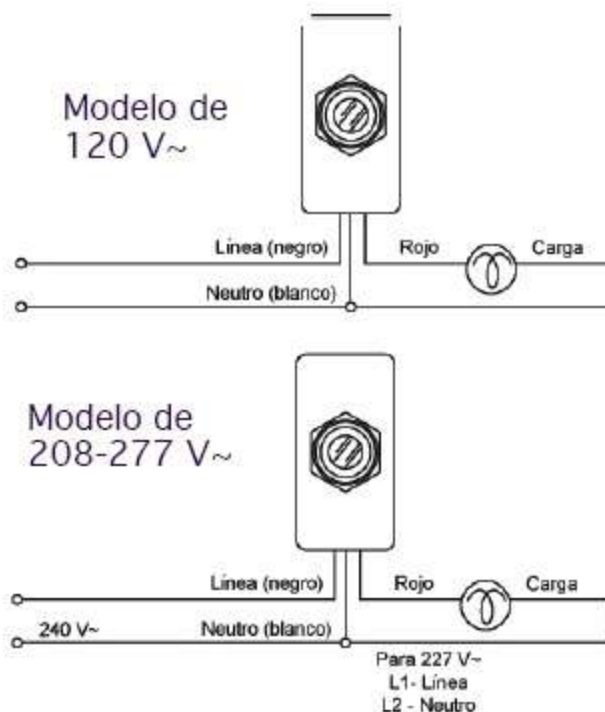 Modelo de
120 V~
Línea (negro)
Rojo
Carga
Neutro (blanco)
Modelo de
208-277 V~
Línea (negro)
Rojo
Carga
240 V~
Neutro (blanco)
Para 227 V~
L1- Línea
L2 - Neutro